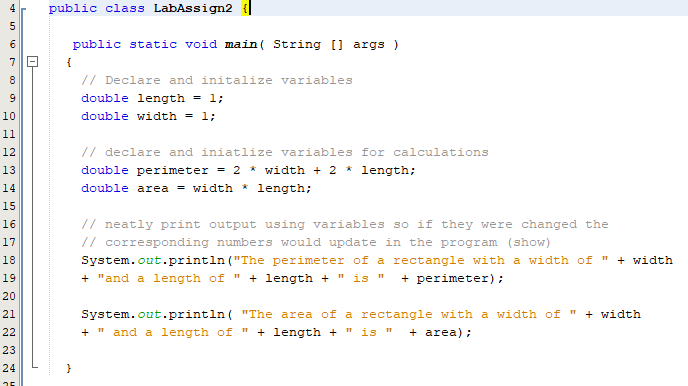 4 public class LabAssign2 {
5
6 public static void main( String [] args )
7 {
8 // Declare and initalize variables
9 double length = 1;
10 double width = 1;
11
12 // declare and iniatlize variables for calculations
13 double perimeter = 2 * width + 2 * length;
14 double area = width * length;
15
16 // neatly print output using variables so if they were changed the
17 // corresponding numbers would update in the program (show)
18 System.out.println("The perimeter of a rectangle with a width of " + width
19 + "and a length of " + length + " is "  + perimeter);
20
21 System.out.println( "The area of a rectangle with a width of " + width
22 + " and a length of " + length + " is "  + area);
23
24 }
25